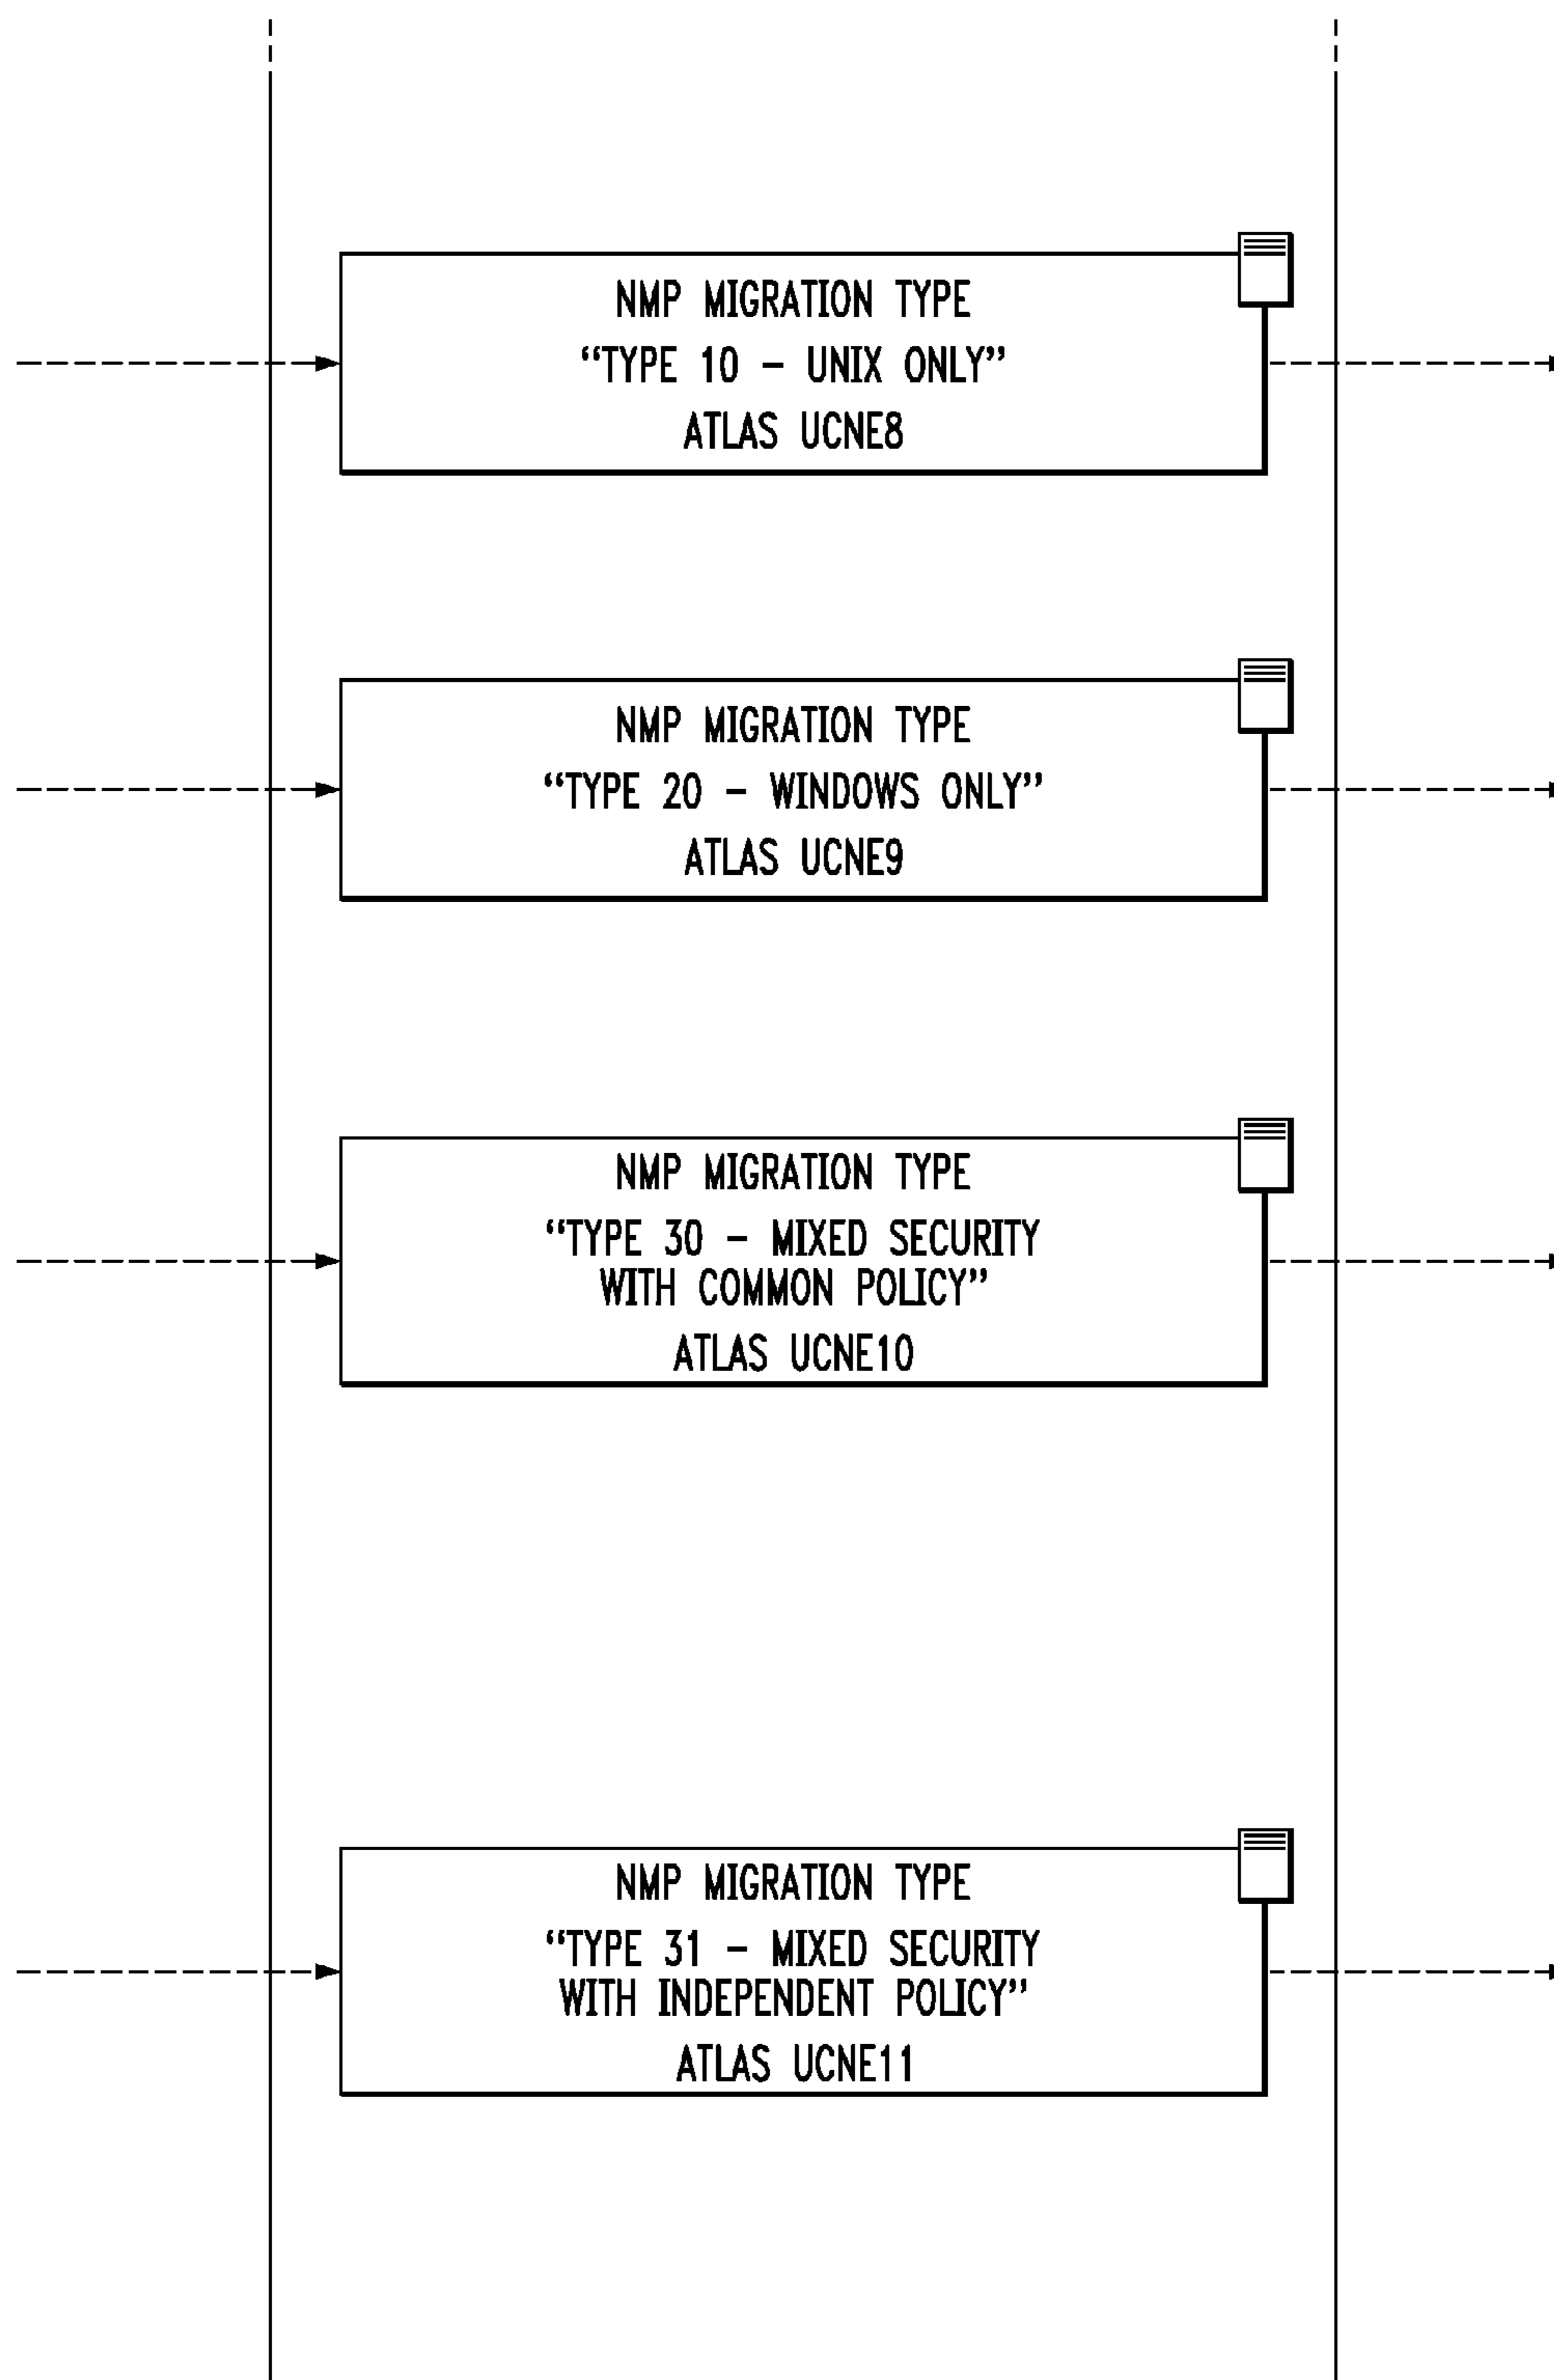 NMP MIGRATION TYPE
“TYPE 10 – UNIX ONLY”
ATLAS UCNE8
NMP MIGRATION TYPE
“TYPE 20 – WINDOWS ONLY”
ATLAS UCNE9
NMP MIGRATION TYPE
“TYPE 30 – MIXED SECURITY
WITH COMMON POLICY”
ATLAS UCNE10
NMP MIGRATION TYPE
“TYPE 31 – MIXED SECURITY
WITH INDEPENDENT POLICY”
ATLAS UCNE11